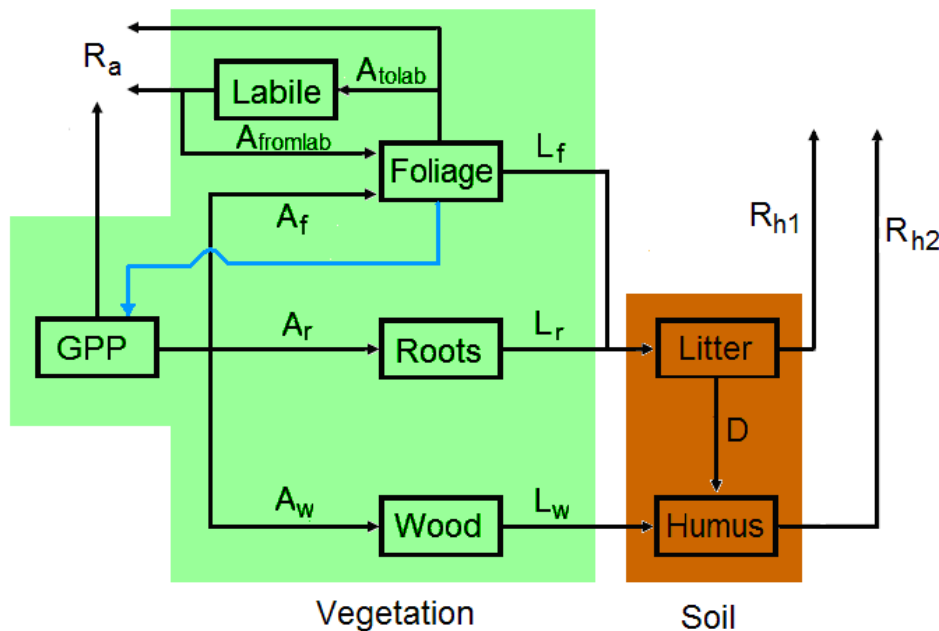 Ra
Labile
Atolab
Afromlab
Foliage
Lf
Af
Rh1
Rh2
GPP
Ar
Roots
Lr
Litter
D
Aw
Wood
Lw
Humus
Vegetation
Soil